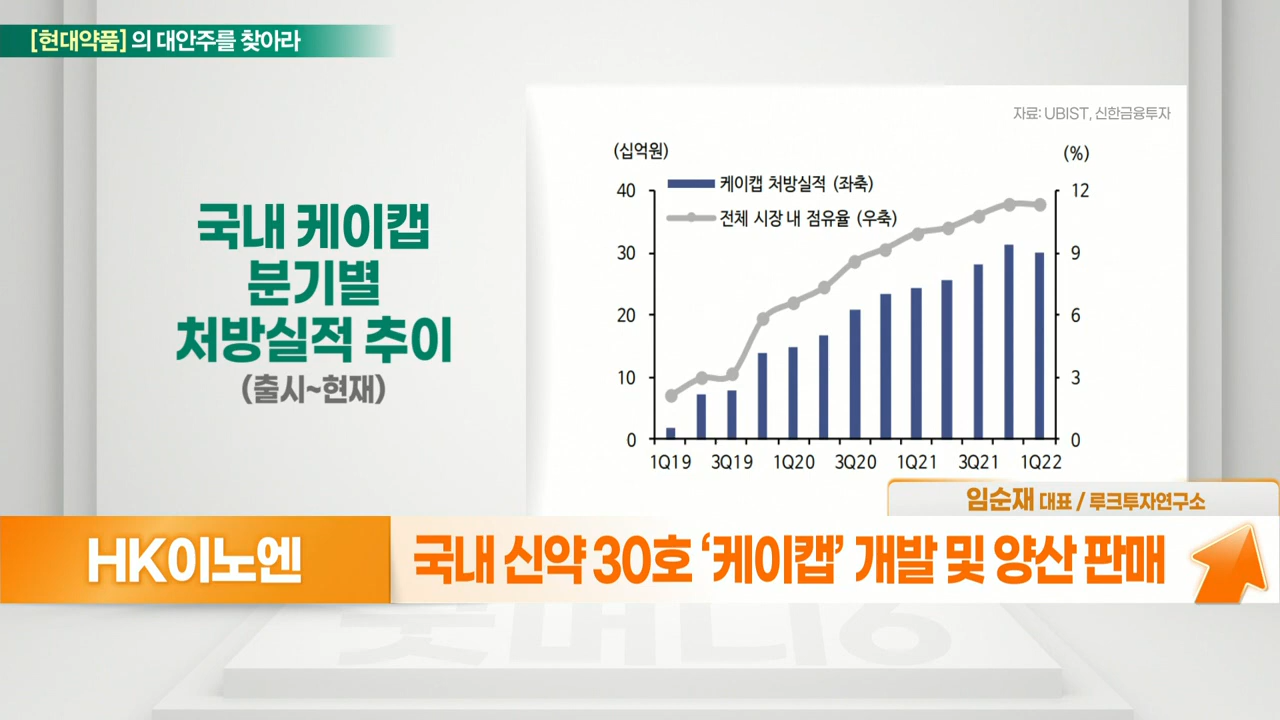 [현대약품]의 대안주를 찾아라
자료: UBIST, 신한금융투자
국내 케이캡
분기별
처방실적 추이
(출시~현재)
(십억원)
(%)
케이캡 처방실적 (좌축)
전체 시장 내 점유율 (우축)
40
30
20
10
0
12
9
6
3
0
1Q19 3Q19 1Q20 3Q20 1Q21 3Q21 1Q22
임순재 대표 / 루크투자연구소
HK이노엔
국내 신약 30호 ‘케이캡’ 개발 및 양산 판매